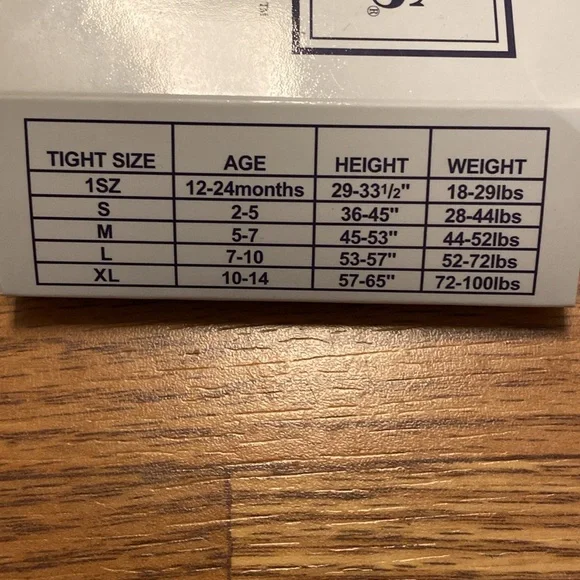 TM
®
TIGHT SIZE AGE HEIGHT WEIGHT
1SZ 12-24months 29-331/2" 18-29lbs
S 2-5 36-45" 28-44lbs
M 5-7 45-53" 44-52lbs
L 7-10 53-57" 52-72lbs
XL 10-14 57-65" 72-100lbs